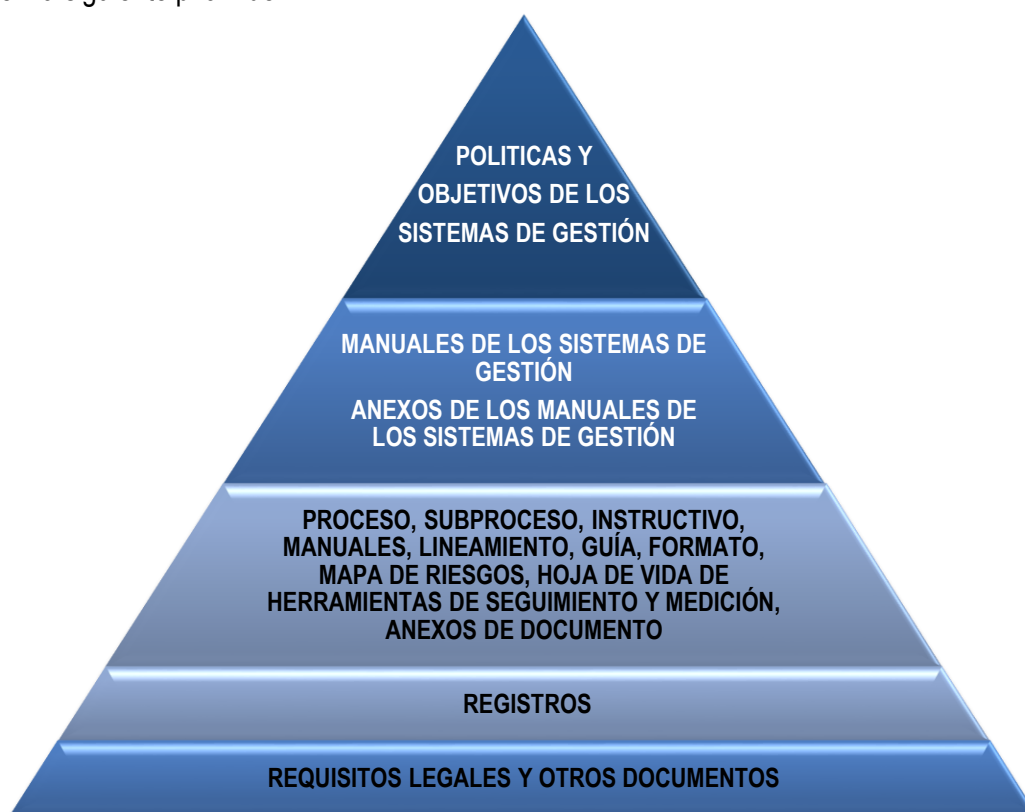 POLITICAS Y
OBJETIVOS DE LOS
SISTEMAS DE GESTIÓN
MANUALES DE LOS SISTEMAS DE
GESTIÓN
ANEXOS DE LOS MANUALES DE
LOS SISTEMAS DE GESTIÓN
PROCESO, SUBPROCESO, INSTRUCTIVO,
MANUALES, LINEAMIENTO, GUÍA, FORMATO,
MAPA DE RIESGOS, HOJA DE VIDA DE
HERRAMIENTAS DE SEGUIMIENTO Y MEDICIÓN,
ANEXOS DE DOCUMENTO
REGISTROS
REQUISITOS LEGALES Y OTROS DOCUMENTOS